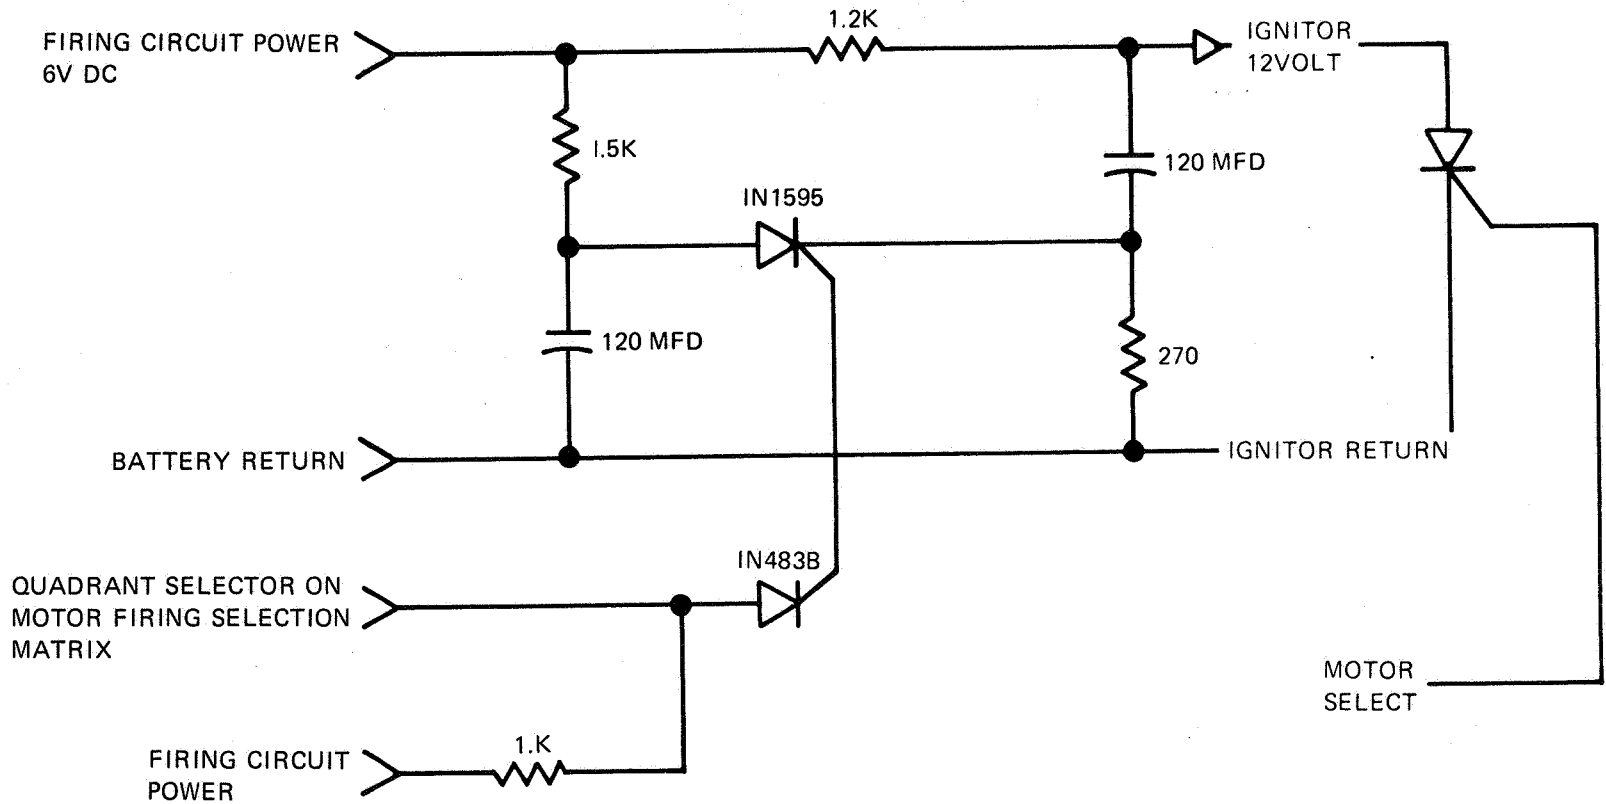 1.2K
FIRING CIRCUIT POWER
6V DC
IGNITOR
12VOLT
I.5K
120 MFD
IN1595
120 MFD
270
BATTERY RETURN
IGNITOR RETURN
IN483B
QUADRANT SELECTOR ON
MOTOR FIRING SELECTION
MATRIX
MOTOR
SELECT
1.K
FIRING CIRCUIT
POWER